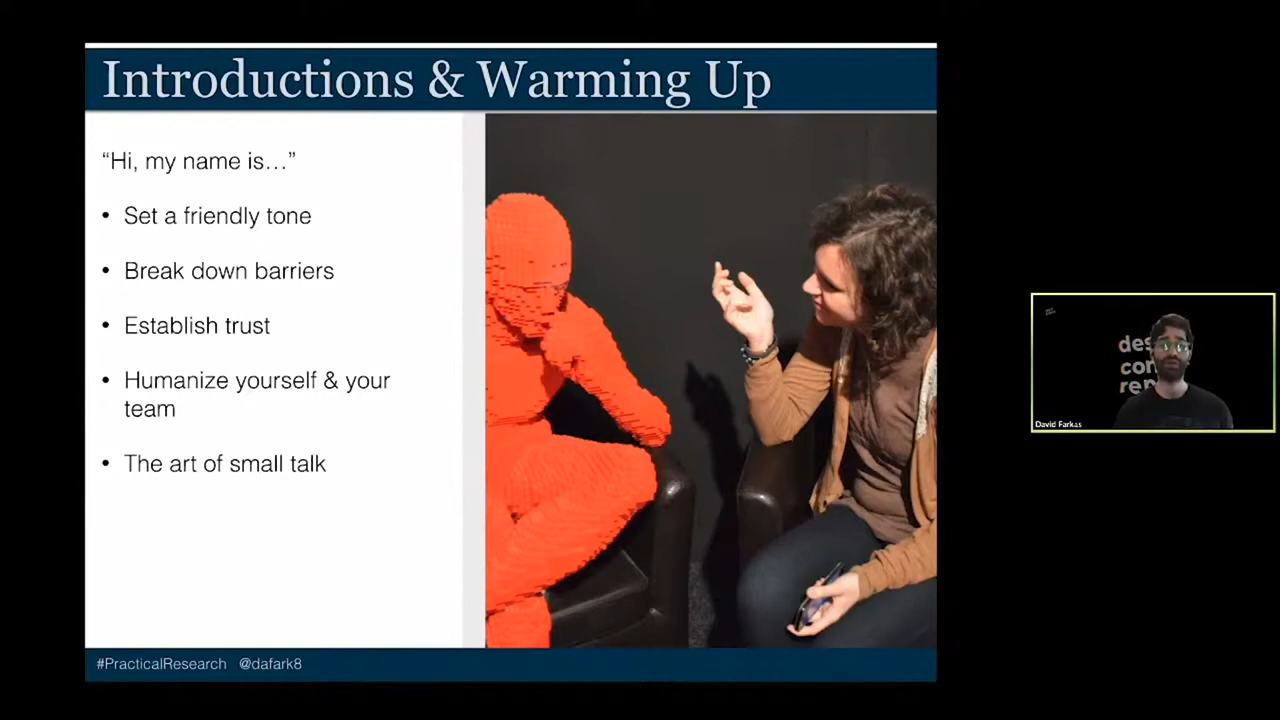 Introductions & Warming Up
“Hi, my name is…”
• Set a friendly tone
• Break down barriers
• Establish trust
• Humanize yourself & your
team
• The art of small talk
#PracticalResearch @dafark8
David Farkas